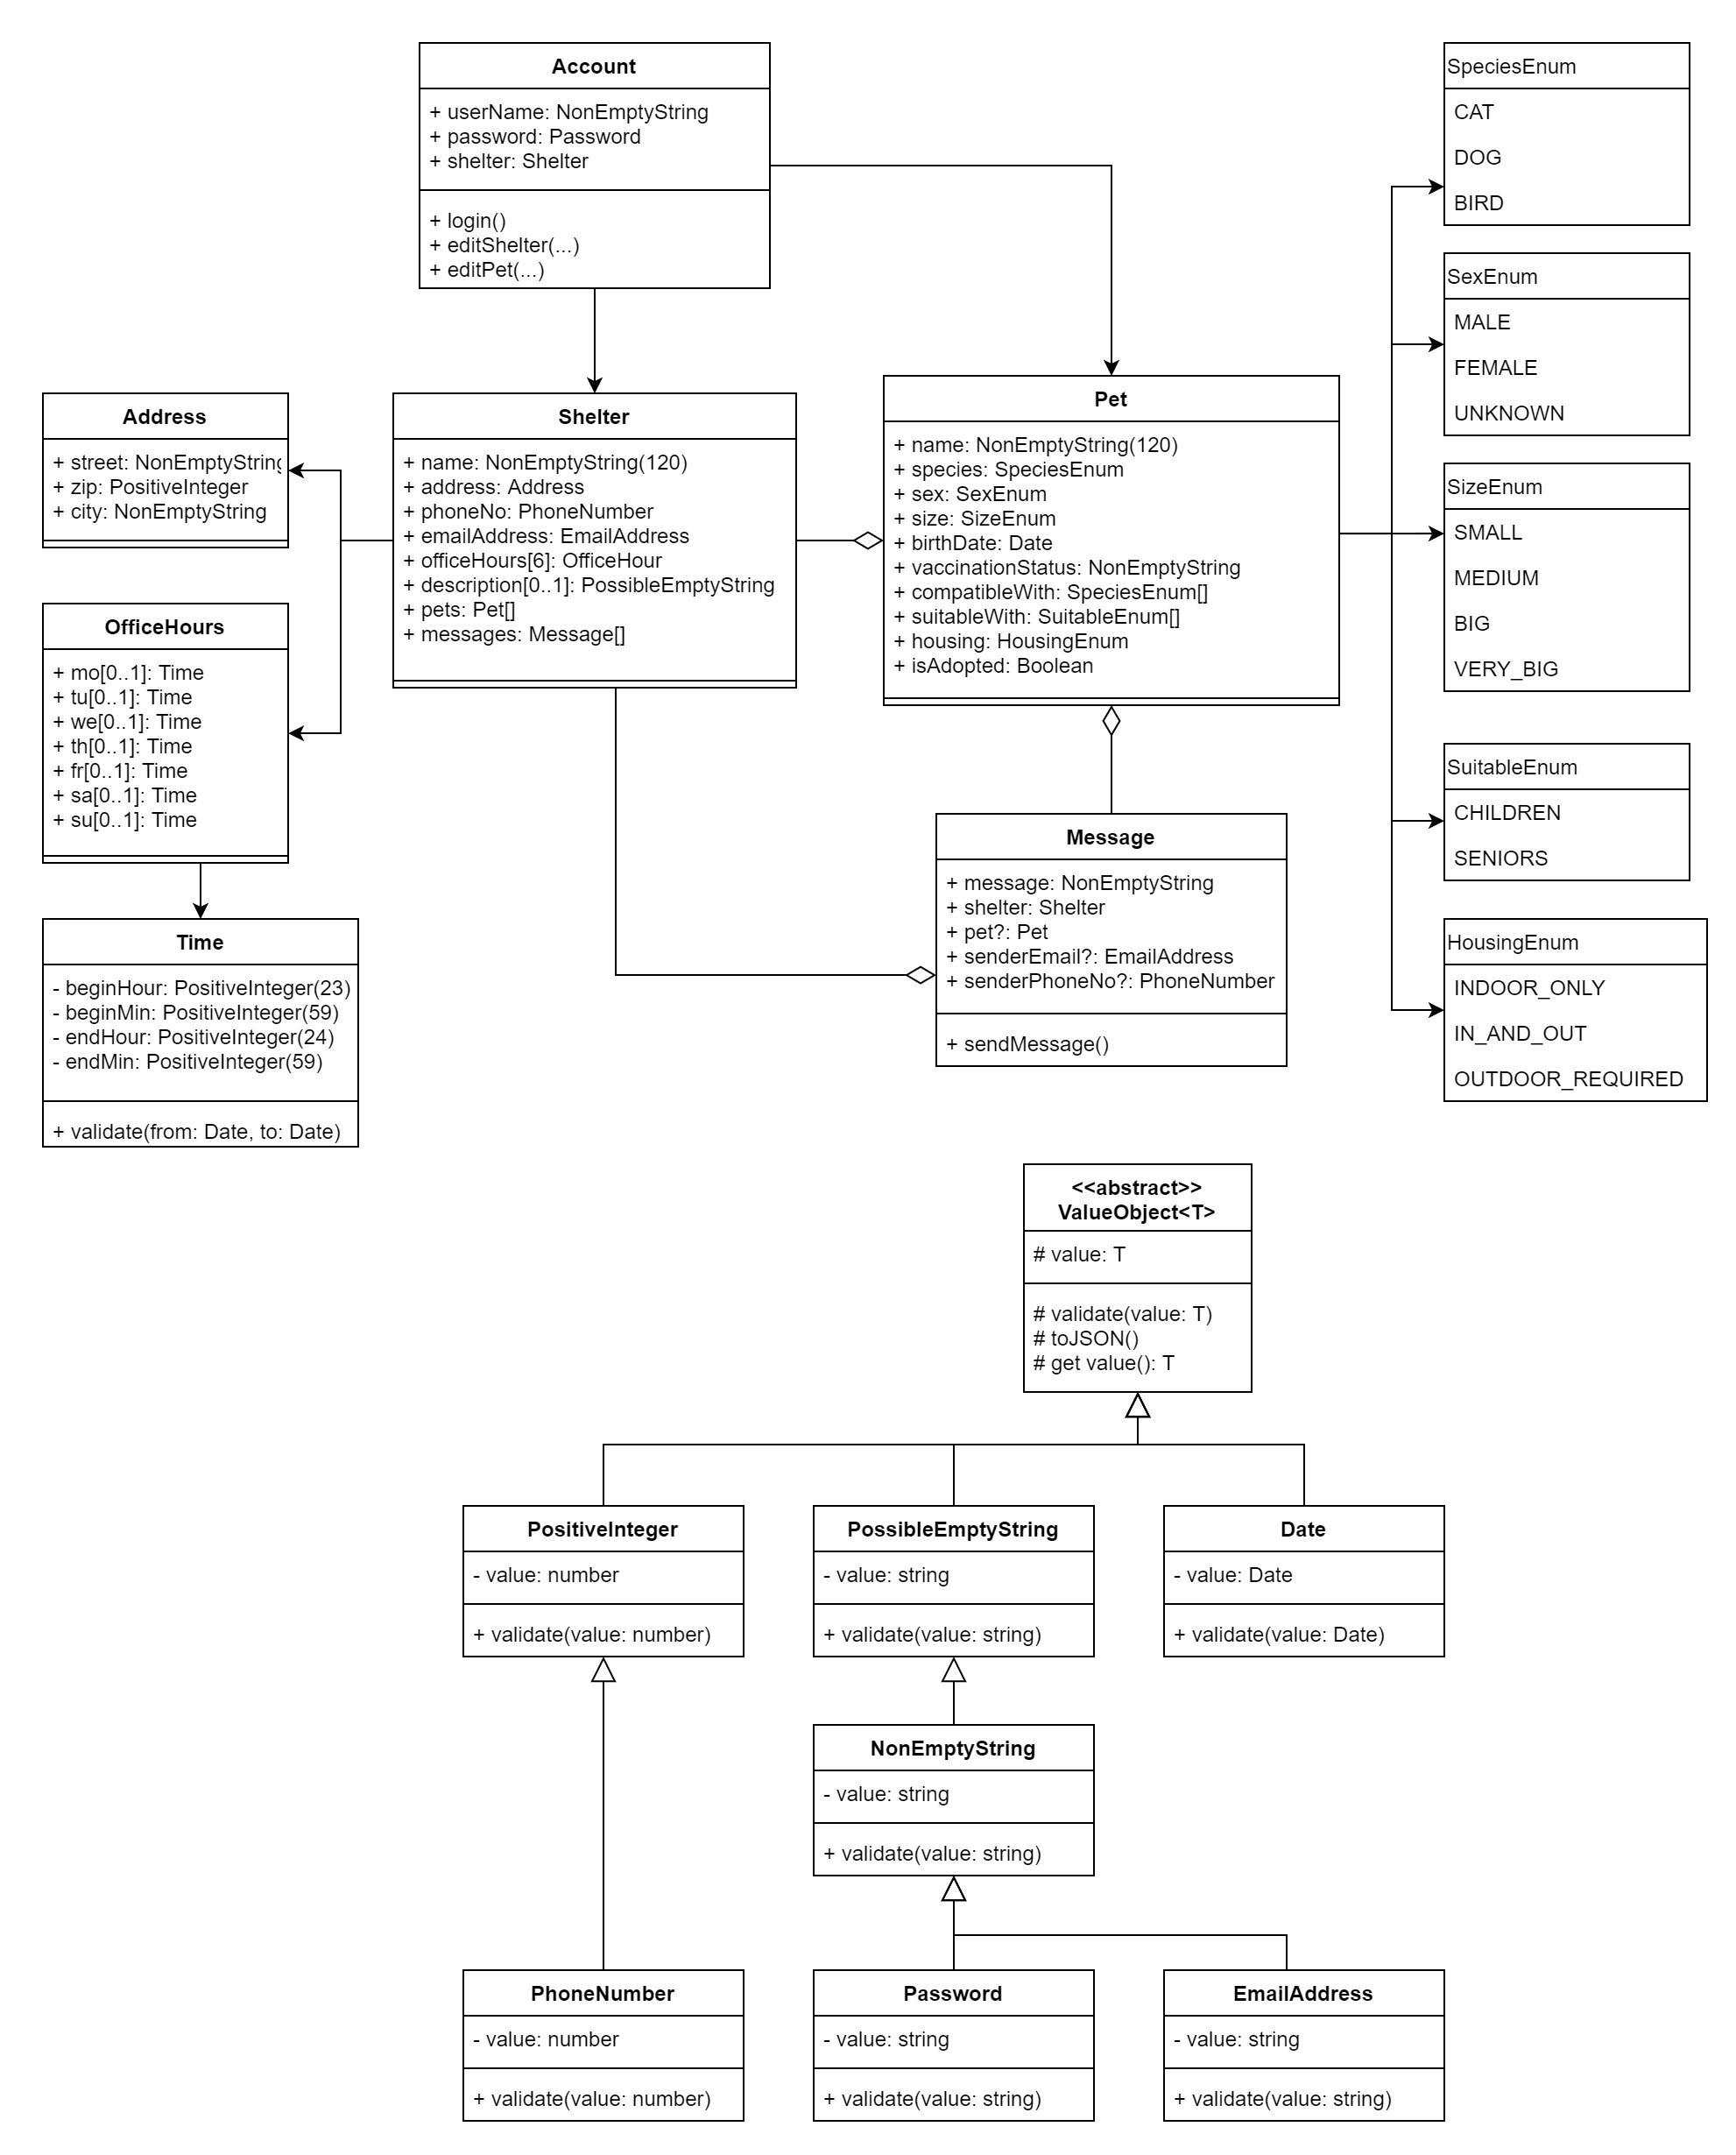 Account
+ userName: NonEmptyString
+ password: Password
+ shelter: Shelter
+ login()
+ editShelter(...)
+ editPet(...)
SpeciesEnum
CAT
DOG
BIRD
SexEnum
MALE
FEMALE
UNKNOWN
Address
+ street: NonEmptyString
+ zip: PositiveInteger
+ city: NonEmptyString
Shelter
+ name: NonEmptyString(120)
+ address: Address
+ phoneNo: PhoneNumber
+ emailAddress: EmailAddress
+ officeHours[6]: OfficeHour
+ description[0..1]: PossibleEmptyString
+ pets: Pet[]
+ messages: Message[]
Pet
+ name: NonEmptyString(120)
+ species: SpeciesEnum
+ sex: SexEnum
+ size: SizeEnum
+ birthDate: Date
+ vaccinationStatus: NonEmptyString
+ compatibleWith: SpeciesEnum[]
+ suitableWith: SuitableEnum[]
+ housing: HousingEnum
+ isAdopted: Boolean
SizeEnum
SMALL
MEDIUM
BIG
VERY_BIG
OfficeHours
+ mo[0..1]: Time
+ tu[0..1]: Time
+ we[0..1]: Time
+ th[0..1]: Time
+ fr[0..1]: Time
+ sa[0..1]: Time
+ su[0..1]: Time
SuitableEnum
CHILDREN
SENIORS
Message
+ message: NonEmptyString
+ shelter: Shelter
+ pet?: Pet
+ senderEmail?: EmailAddress
+ senderPhoneNo?: PhoneNumber
+ sendMessage()
Time
- beginHour: PositiveInteger(23)
- beginMin: PositiveInteger(59)
- endHour: PositiveInteger(24)
- endMin: PositiveInteger(59)
+ validate(from: Date, to: Date)
HousingEnum
INDOOR_ONLY
IN_AND_OUT
OUTDOOR_REQUIRED
<<abstract>>
ValueObject<T>
# value: T
# validate(value: T)
# toJSON()
# get value(): T
PositiveInteger
- value: number
+ validate(value: number)
PossibleEmptyString
- value: string
+ validate(value: string)
Date
- value: Date
+ validate(value: Date)
NonEmptyString
- value: string
+ validate(value: string)
PhoneNumber
- value: number
+ validate(value: number)
Password
- value: string
+ validate(value: string)
EmailAddress
- value: string
+ validate(value: string)